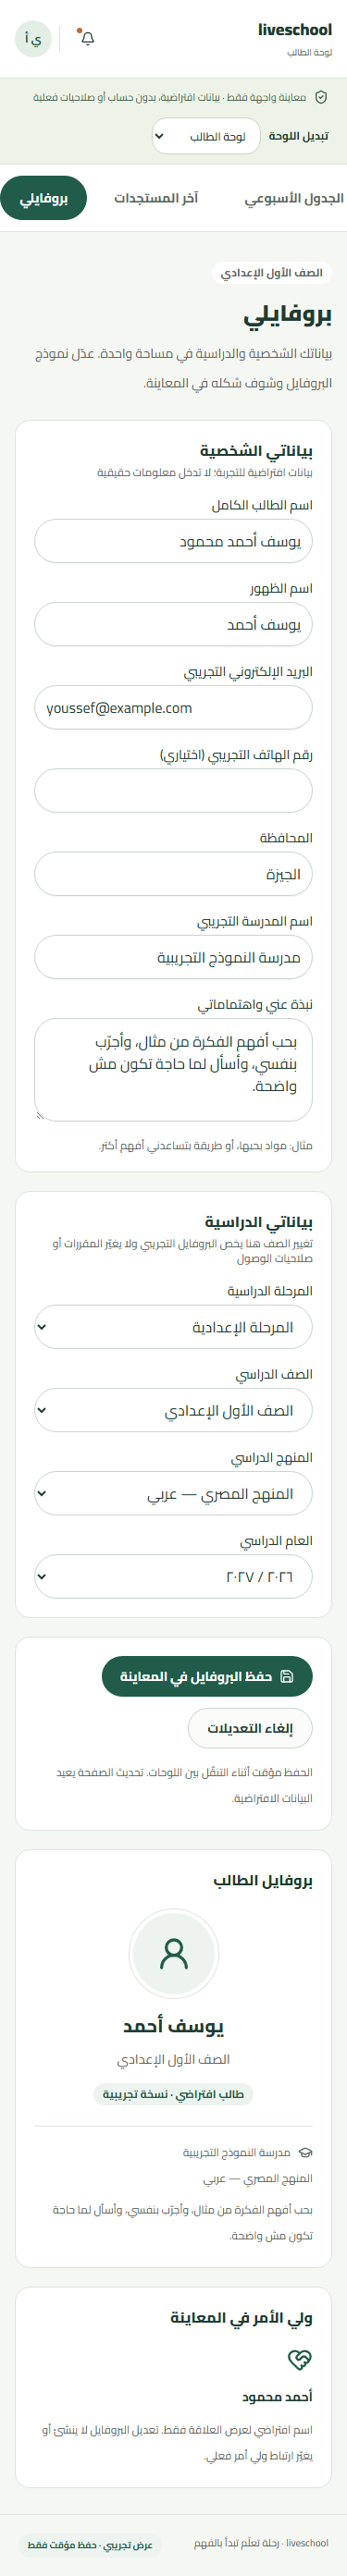 liveschool
لوحة الطالب
ي أ
معاينة واجهة فقط · بيانات افتراضية، بدون حساب أو صلاحيات فعلية
تبديل اللوحة
لوحة الطالب
الجدول الأسبوعي
آخر المستجدات
بروفايلي
الصف الأول الإعدادي
بروفايلي
بياناتك الشخصية والدراسية في مساحة واحدة. عدّل نموذج
البروفايل وشوف شكله في المعاينة.
بياناتي الشخصية
بيانات افتراضية للتجربة؛ لا تدخل معلومات حقيقية
اسم الطالب الكامل
يوسف أحمد محمود
اسم الظهور
يوسف أحمد
البريد الإلكتروني التجريبي
youssef@example.com
رقم الهاتف التجريبي (اختياري)
المحافظة
الجيزة
اسم المدرسة التجريبي
مدرسة النموذج التجريبية
نبذة عني واهتماماتي
بحب أفهم الفكرة من مثال، وأجرّب
بنفسي، وأسأل لما حاجة تكون مش
واضحة.
مثال: مواد بحبها، أو طريقة بتساعدني أفهم أكتر.
بياناتي الدراسية
تغيير الصف هنا يخص البروفايل التجريبي ولا يغيّر المقررات أو
صلاحيات الوصول
المرحلة الدراسية
المرحلة الإعدادية
الصف الدراسي
الصف الأول الإعدادي
المنهج الدراسي
المنهج المصري — عربي
العام الدراسي
٢٠٢٦ / ٢٠٢٧
حفظ البروفايل في المعاينة
إلغاء التعديلات
الحفظ مؤقت أثناء التنقّل بين اللوحات. تحديث الصفحة يعيد
البيانات الافتراضية.
بروفايل الطالب
يوسف أحمد
الصف الأول الإعدادي
طالب افتراضي · نسخة تجريبية
مدرسة النموذج التجريبية
المنهج المصري — عربي
بحب أفهم الفكرة من مثال، وأجرّب بنفسي، وأسأل لما حاجة
تكون مش واضحة.
ولي الأمر في المعاينة
أحمد محمود
اسم افتراضي لعرض العلاقة فقط. تعديل البروفايل لا ينشئ أو
يغيّر ارتباط ولي أمر فعلي.
liveschool · رحلة تعلّم تبدأ بالفهم
عرض تجريبي · حفظ مؤقت فقط